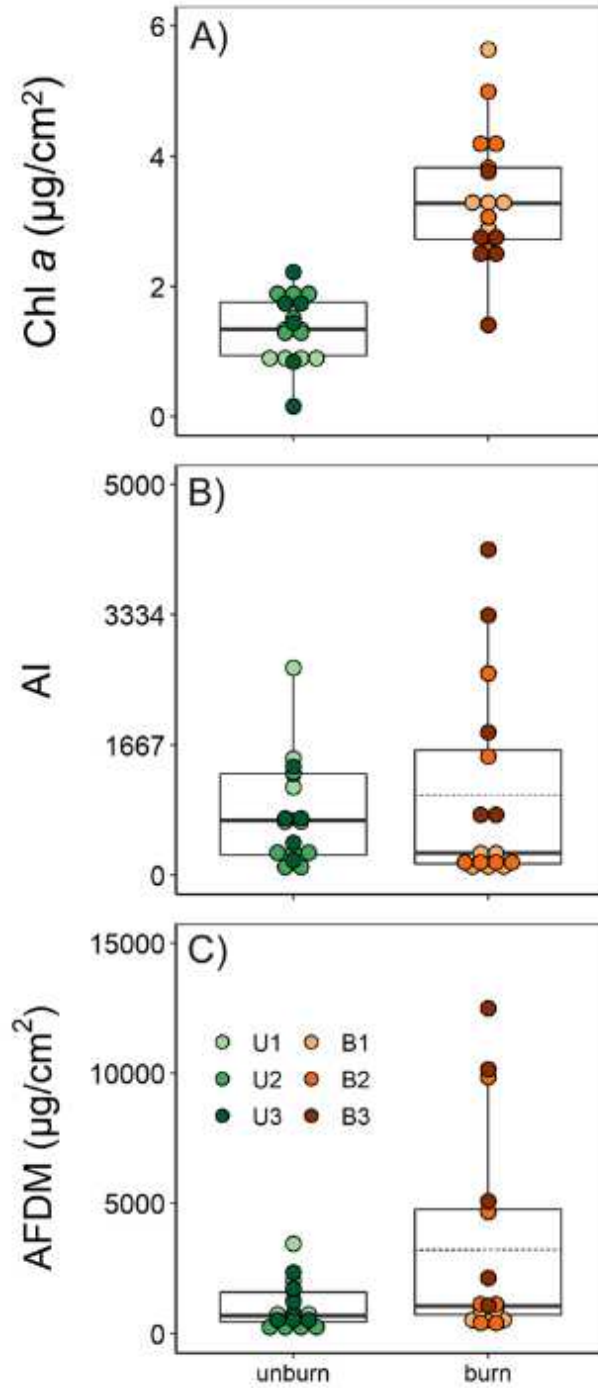 A)
Chl a (µg/cm²)
6
4
2
0
B)
AI
5000
3334
1667
0
C)
AFDM (µg/cm²)
15000
10000
5000
0
U1 B1
U2 B2
U3 B3
unburn burn